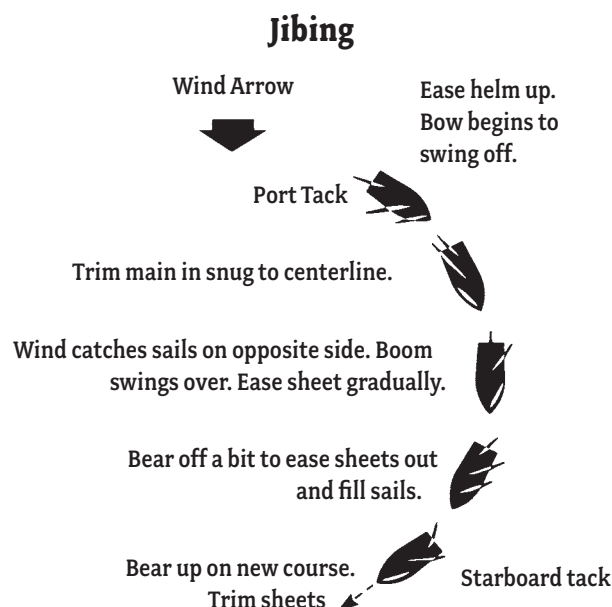 Jibing
Wind Arrow
Ease helm up.
Bow begins to
swing off.
Port Tack
Trim main in snug to centerline.
Wind catches sails on opposite side. Boom
swings over. Ease sheet gradually.
Bear off a bit to ease sheets out
and fill sails.
Bear up on new course.
Trim sheets
Starboard tack